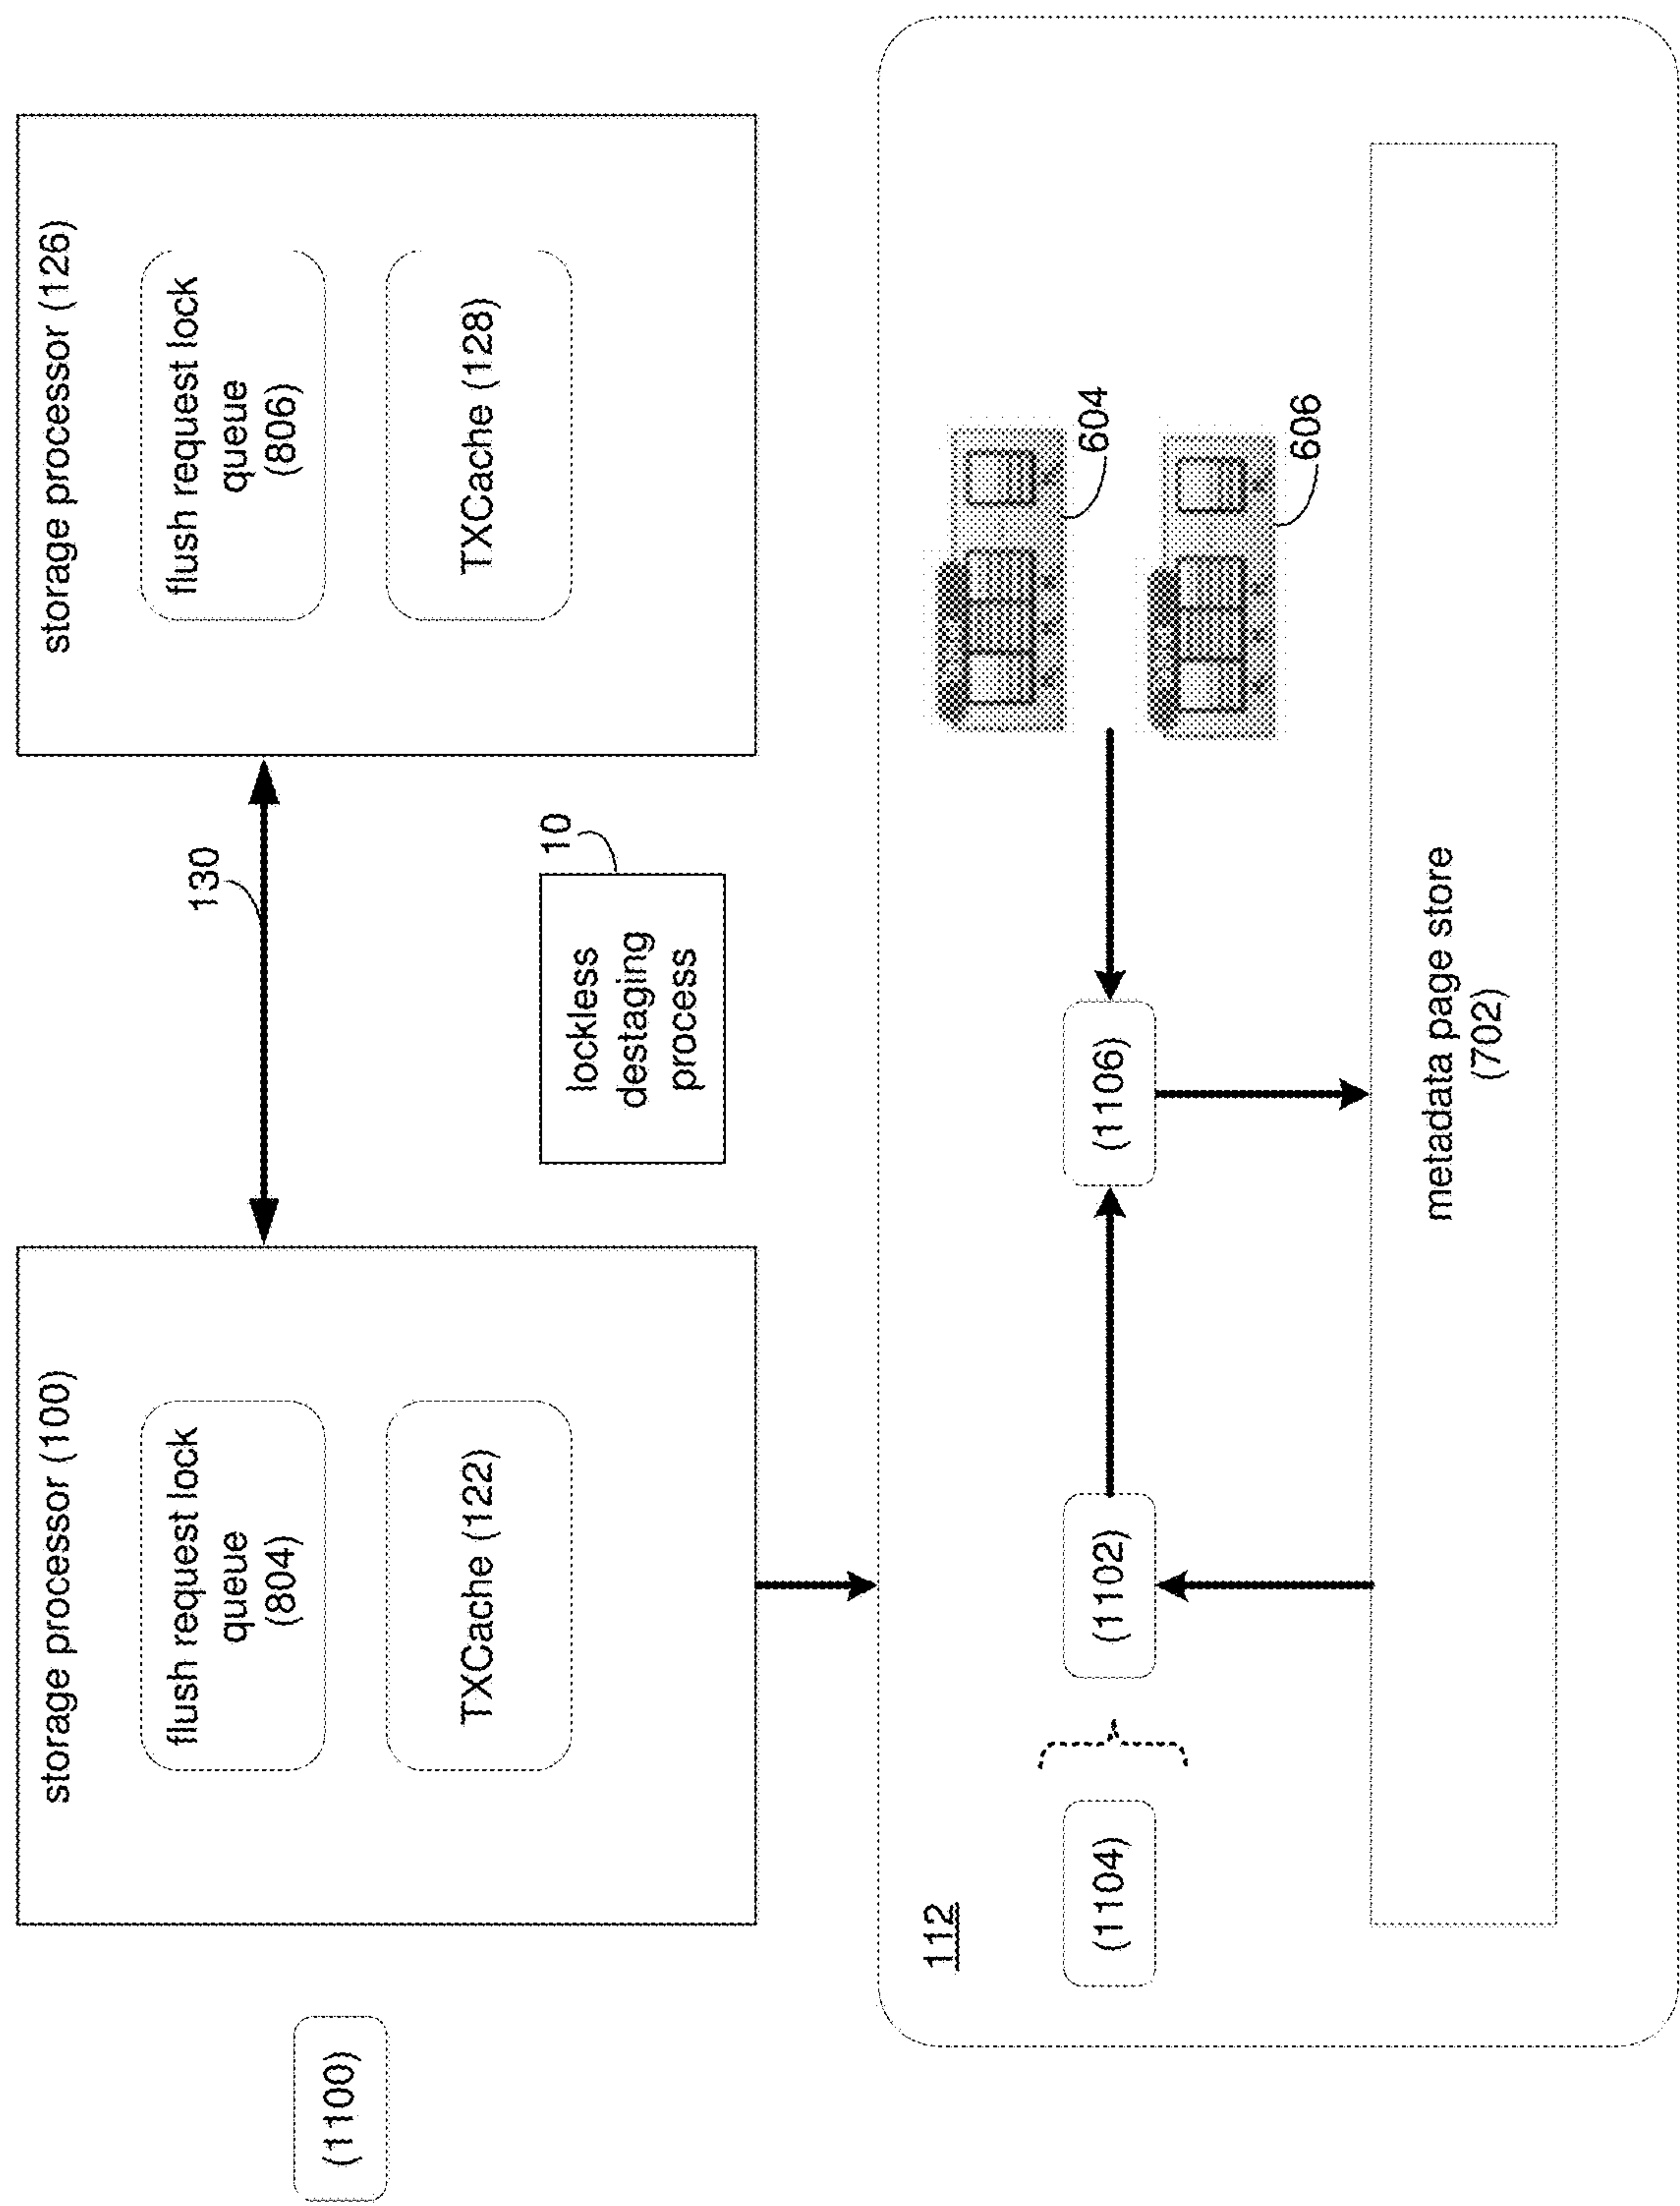 (1100)
storage processor (100)
flush request lock
queue
(804)
TXCache (122)
130
lockless
destaging
process
10
storage processor (126)
flush request lock
queue
(806)
TXCache (128)
112
(1104)
(1102)
(1106)
604
606
metadata page store
(702)